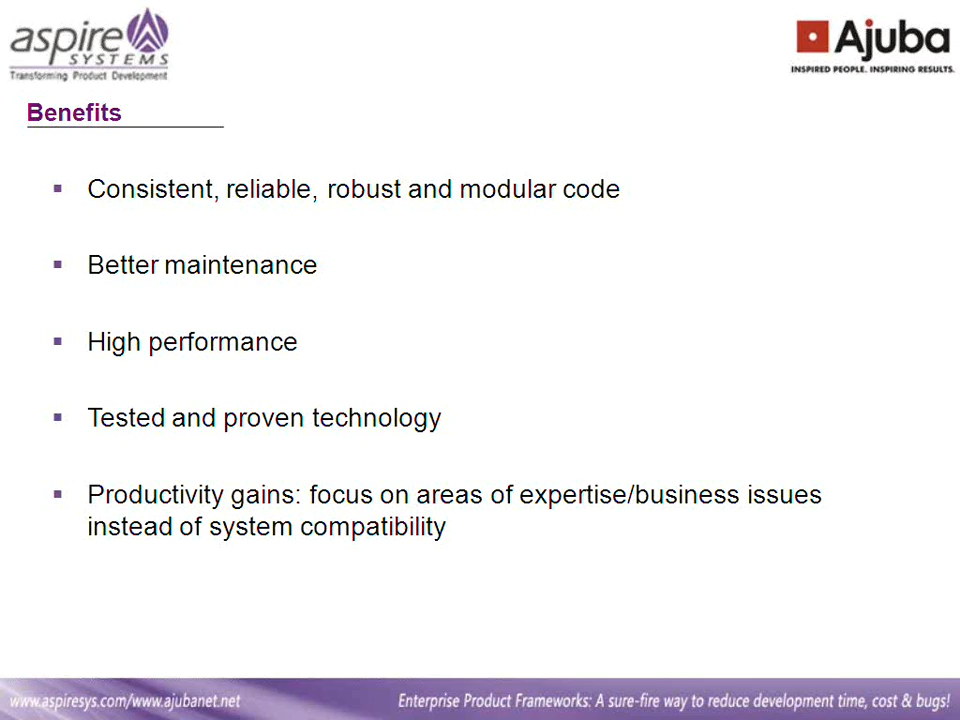 aspire
SYSTEMS
Transforming Product Development
Ajuba
INSPIRED PEOPLE. INSPIRING RESULTS.
Benefits
Consistent, reliable, robust and modular code
Better maintenance
High performance
Tested and proven technology
Productivity gains: focus on areas of expertise/business issues
instead of system compatibility
www.aspiresys.com/www.ajubanet.net
Enterprise Product Frameworks: A sure-fire way to reduce development time, cost & bugs!